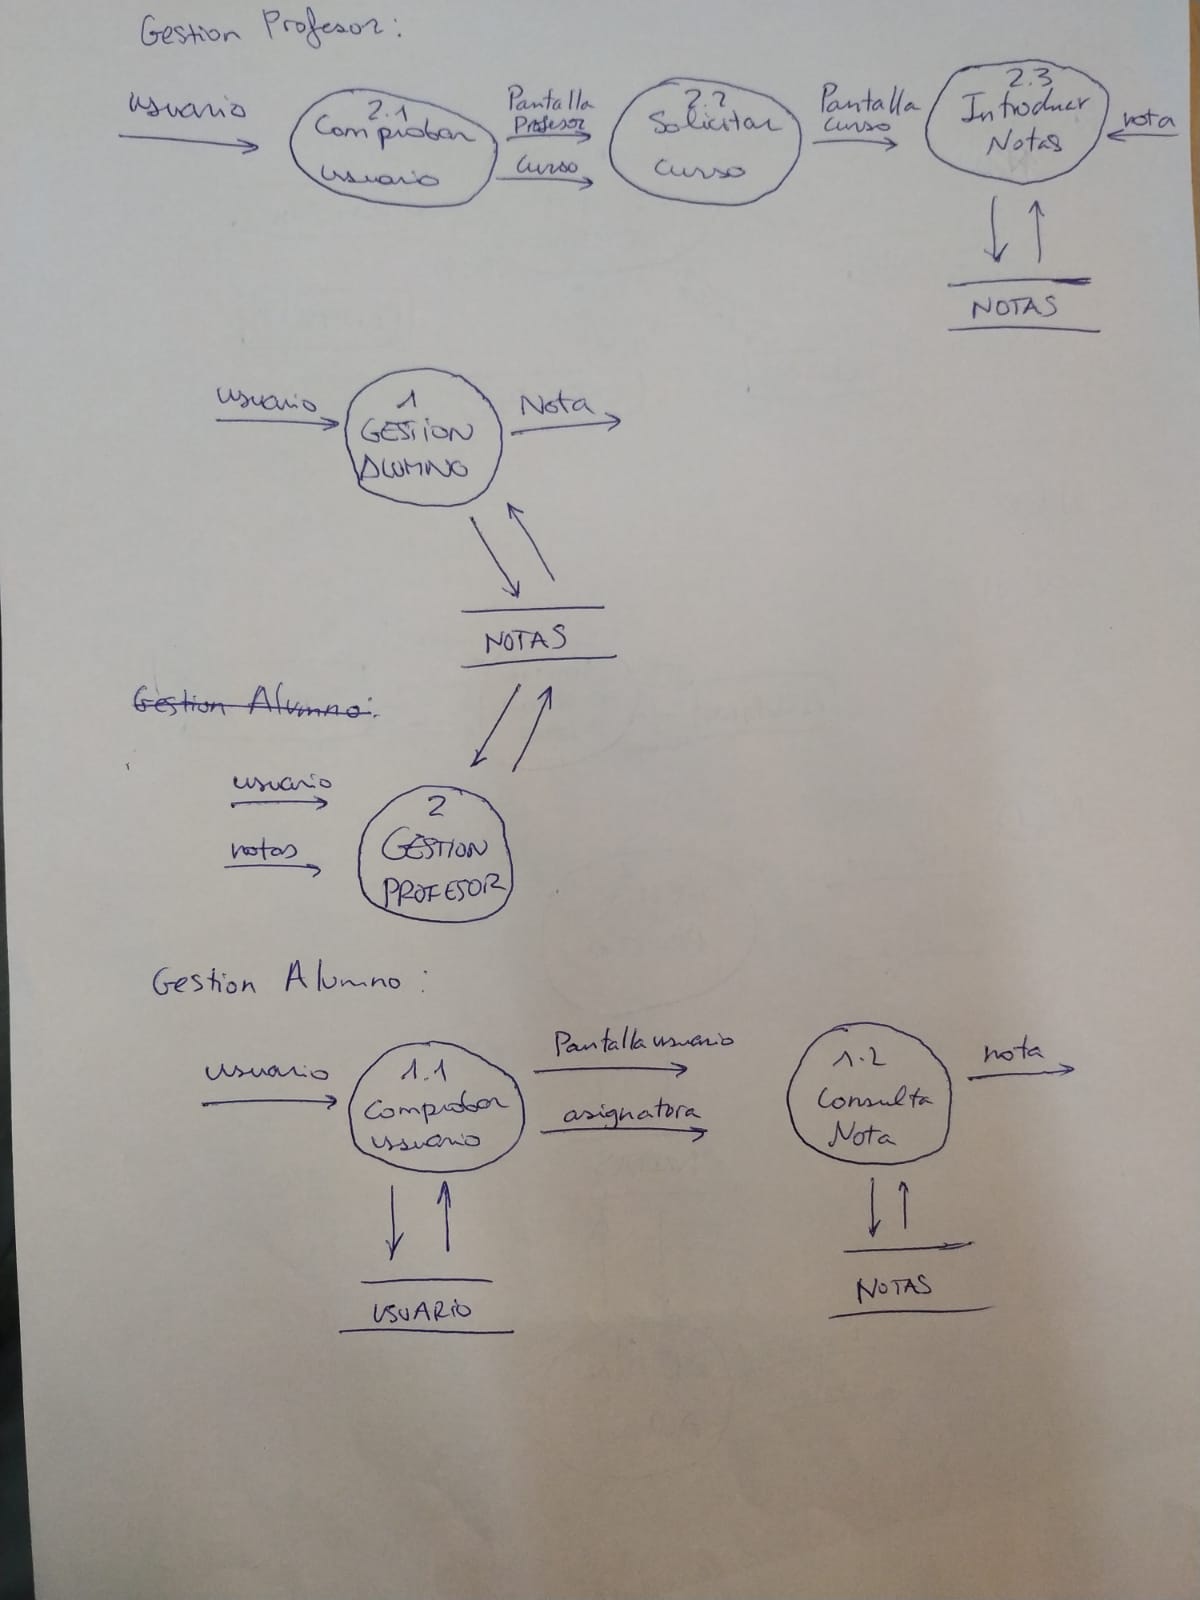 Gestion Profesor:
usuario
2.1
Comprobar
usuario
Pantalla
Profesor
curso
2.2
Solicitar
curso
Pantalla
curso
2.3
Introducir
Notas
nota
NOTAS
usuario
1
GESTION
ALUMNO
Nota
NOTAS
Gestion Alumno:
usuario
notas
2
GESTION
PROFESOR
Gestion Alumno:
usuario
1.1
Comprobar
usuario
Pantalla usuario
asignatura
1.2
Consulta
Nota
nota
USUARIO
NOTAS